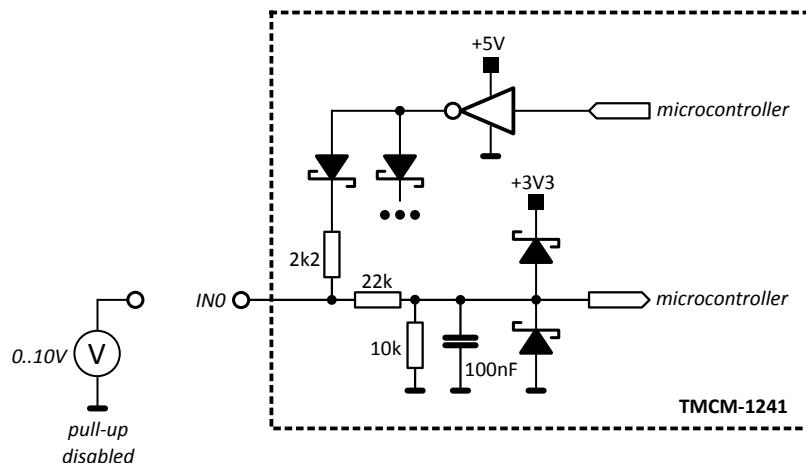 +5V
microcontroller
+3V3
2k2
22k
IN0
microcontroller
0..10V
V
10k
100nF
TMCM-1241
pull-up
disabled